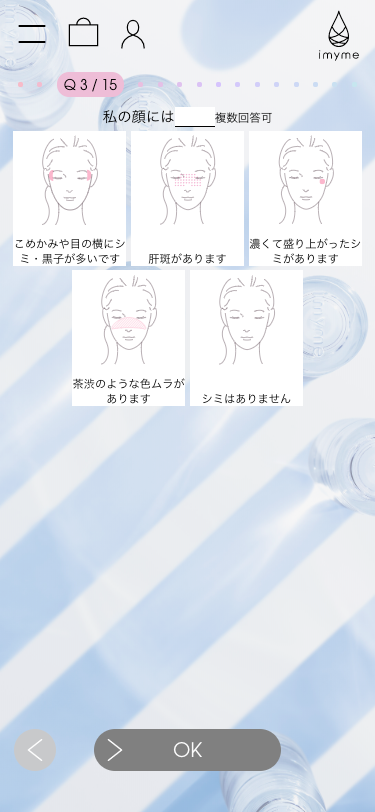 imyme
Q 3 / 15
私の顔には 複数回答可
こめかみや目の横にシ
ミ・黒子が多いです
肝斑があります
濃くて盛り上がったシ
ミがあります
茶渋のような色ムラが
あります
シミはありません
OK